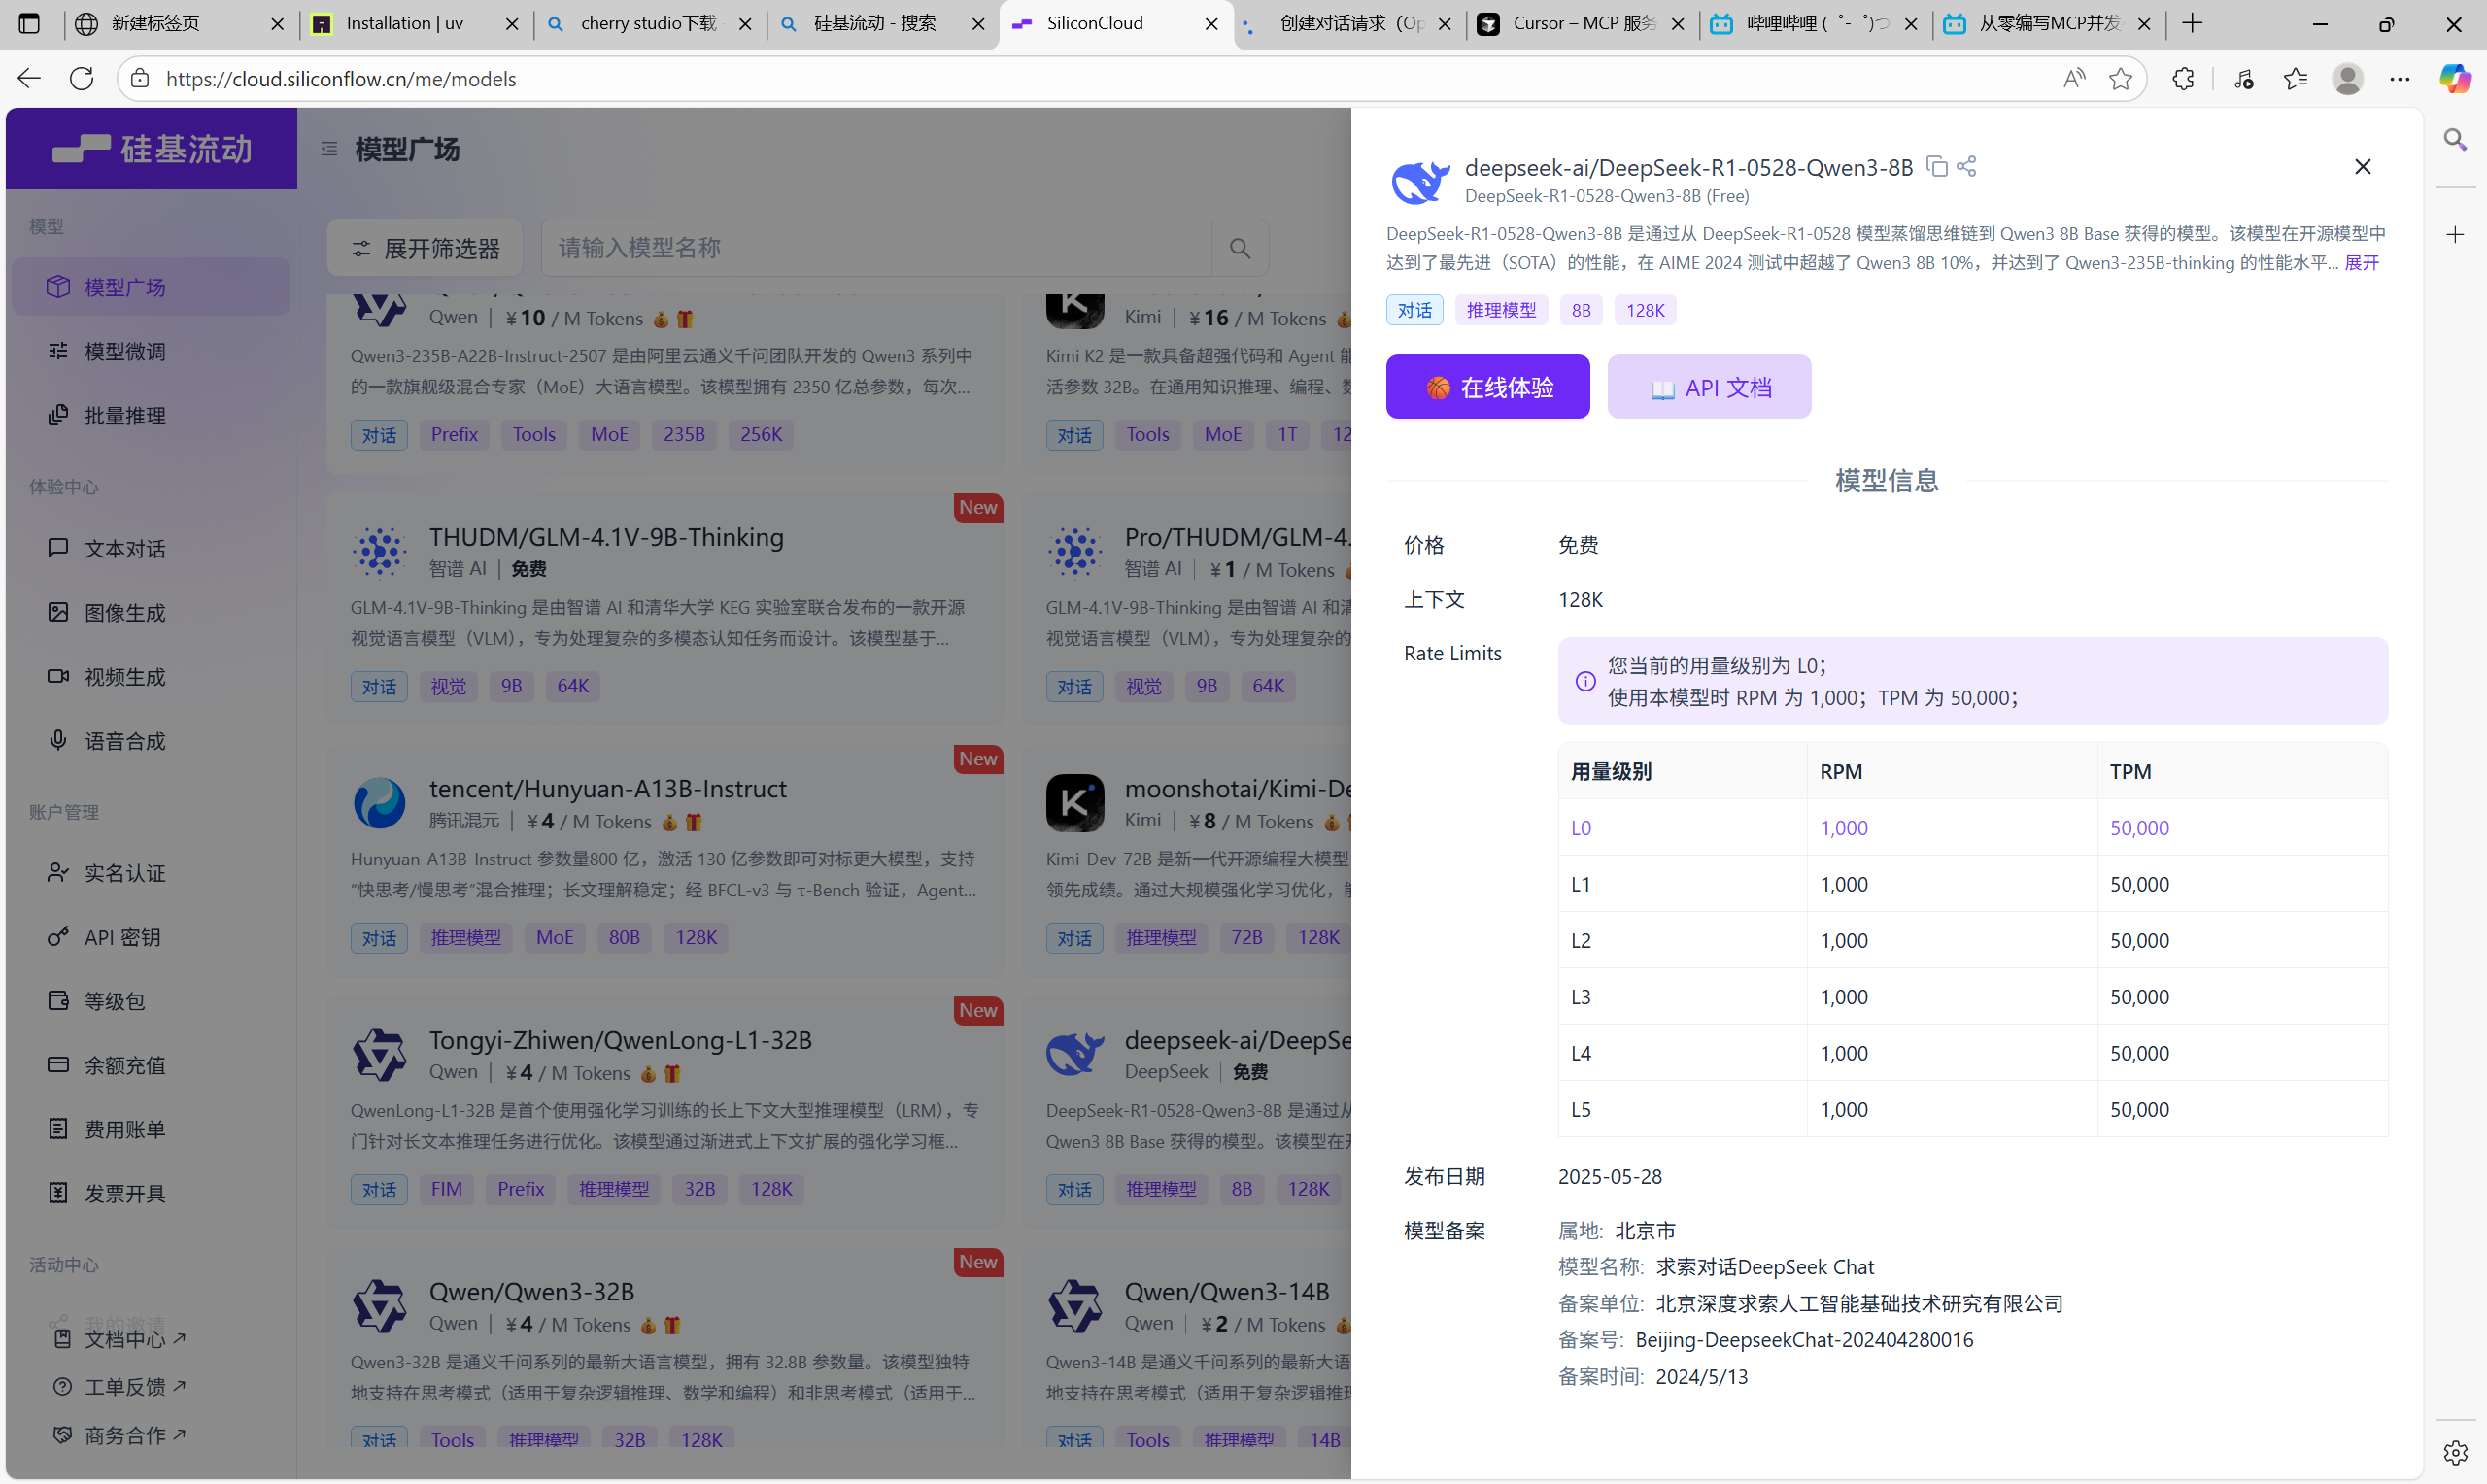 新建标签页
Installation | uv
cherry studio下载
硅基流动 - 搜索
SiliconCloud
创建对话请求（Op
Cursor – MCP 服务
哔哩哔哩 (゜-゜)つ
从零编写MCP并发
https://cloud.siliconflow.cn/me/models
硅基流动
模型
模型广场
模型微调
批量推理
体验中心
文本对话
图像生成
视频生成
语音合成
账户管理
实名认证
API 密钥
等级包
余额充值
费用账单
发票开具
活动中心
我的邀请
文档中心
工单反馈
商务合作
模型广场
展开筛选器
请输入模型名称
Qwen | ¥ 10 / M Tokens
Qwen3-235B-A22B-Instruct-2507 是由阿里云通义千问团队开发的 Qwen3 系列中
的一款旗舰级混合专家（MoE）大语言模型。该模型拥有 2350 亿总参数，每次...
对话 Prefix Tools MoE 235B 256K
Kimi | ¥ 16 / M Tokens
Kimi K2 是一款具备超强代码和 Agent 能
活参数 32B。在通用知识推理、编程、数
对话 Tools MoE 1T 12
New
THUDM/GLM-4.1V-9B-Thinking
智谱 AI | 免费
GLM-4.1V-9B-Thinking 是由智谱 AI 和清华大学 KEG 实验室联合发布的一款开源
视觉语言模型（VLM），专为处理复杂的多模态认知任务而设计。该模型基于...
对话 视觉 9B 64K
Pro/THUDM/GLM-4.
智谱 AI | ¥ 1 / M Tokens
GLM-4.1V-9B-Thinking 是由智谱 AI 和清
视觉语言模型（VLM），专为处理复杂的
对话 视觉 9B 64K
New
tencent/Hunyuan-A13B-Instruct
腾讯混元 | ¥ 4 / M Tokens
Hunyuan-A13B-Instruct 参数量800 亿，激活 130 亿参数即可对标更大模型，支持
“快思考/慢思考”混合推理；长文理解稳定；经 BFCL-v3 与 τ-Bench 验证，Agent...
对话 推理模型 MoE 80B 128K
moonshotai/Kimi-De
Kimi | ¥ 8 / M Tokens
Kimi-Dev-72B 是新一代开源编程大模型
领先成绩。通过大规模强化学习优化，能
对话 推理模型 72B 128K
New
Tongyi-Zhiwen/QwenLong-L1-32B
Qwen | ¥ 4 / M Tokens
QwenLong-L1-32B 是首个使用强化学习训练的长上下文大型推理模型（LRM），专
门针对长文本推理任务进行优化。该模型通过渐进式上下文扩展的强化学习框...
对话 FIM Prefix 推理模型 32B 128K
deepseek-ai/DeepSe
DeepSeek | 免费
DeepSeek-R1-0528-Qwen3-8B 是通过从
Qwen3 8B Base 获得的模型。该模型在开
对话 推理模型 8B 128K
New
Qwen/Qwen3-32B
Qwen | ¥ 4 / M Tokens
Qwen3-32B 是通义千问系列的最新大语言模型，拥有 32.8B 参数量。该模型独特
地支持在思考模式（适用于复杂逻辑推理、数学和编程）和非思考模式（适用于...
对话 Tools 推理模型 32B 128K
Qwen/Qwen3-14B
Qwen | ¥ 2 / M Tokens
Qwen3-14B 是通义千问系列的最新大语
地支持在思考模式（适用于复杂逻辑推理
对话 Tools 推理模型 14B
deepseek-ai/DeepSeek-R1-0528-Qwen3-8B
DeepSeek-R1-0528-Qwen3-8B (Free)
DeepSeek-R1-0528-Qwen3-8B 是通过从 DeepSeek-R1-0528 模型蒸馏思维链到 Qwen3 8B Base 获得的模型。该模型在开源模型中
达到了最先进（SOTA）的性能，在 AIME 2024 测试中超越了 Qwen3 8B 10%，并达到了 Qwen3-235B-thinking 的性能水平... 展开
对话 推理模型 8B 128K
在线体验
API 文档
模型信息
价格 免费
上下文 128K
Rate Limits
您当前的用量级别为 L0；
使用本模型时 RPM 为 1,000；TPM 为 50,000；
用量级别 RPM TPM
L0 1,000 50,000
L1 1,000 50,000
L2 1,000 50,000
L3 1,000 50,000
L4 1,000 50,000
L5 1,000 50,000
发布日期 2025-05-28
模型备案 属地: 北京市
模型名称: 求索对话DeepSeek Chat
备案单位: 北京深度求索人工智能基础技术研究有限公司
备案号: Beijing-DeepseekChat-202404280016
备案时间: 2024/5/13